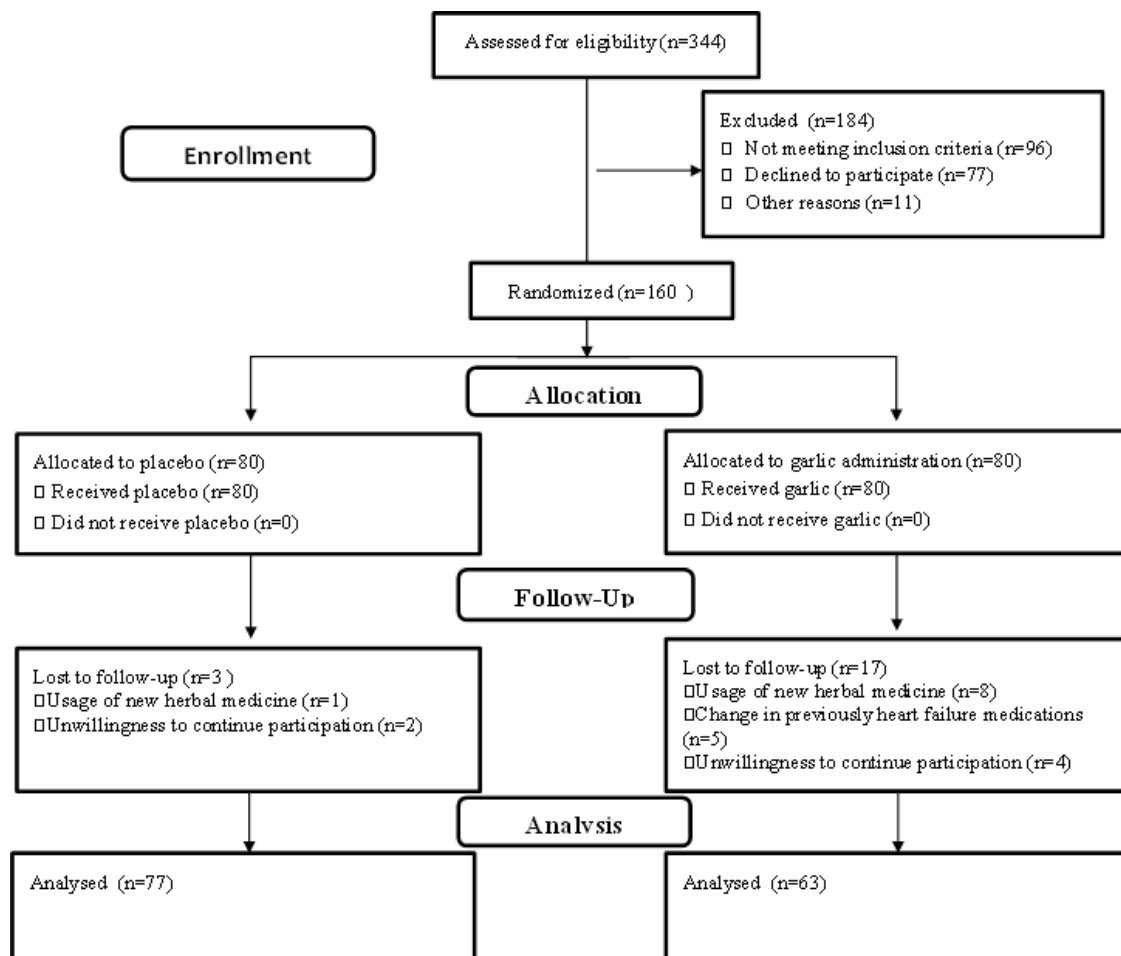 Assessed for eligibility (n=344)
Enrollment
Excluded (n=184)
▯ Not meeting inclusion criteria (n=96)
▯ Declined to participate (n=77)
▯ Other reasons (n=11)
Randomized (n=160 )
Allocation
Allocated to placebo (n=80)
▯ Received placebo (n=80)
▯ Did not receive placebo (n=0)
Allocated to garlic administration (n=80)
▯ Received garlic (n=80)
▯ Did not receive garlic (n=0)
Follow-Up
Lost to follow-up (n=3 )
▯Usage of new herbal medicine (n=1)
▯Unwillingness to continue participation (n=2)
Lost to follow-up (n=17)
▯Usage of new herbal medicine (n=8)
▯Change in previously heart failure medications
(n=5)
▯Unwillingness to continue participation (n=4)
Analysis
Analysed (n=77)
Analysed (n=63)